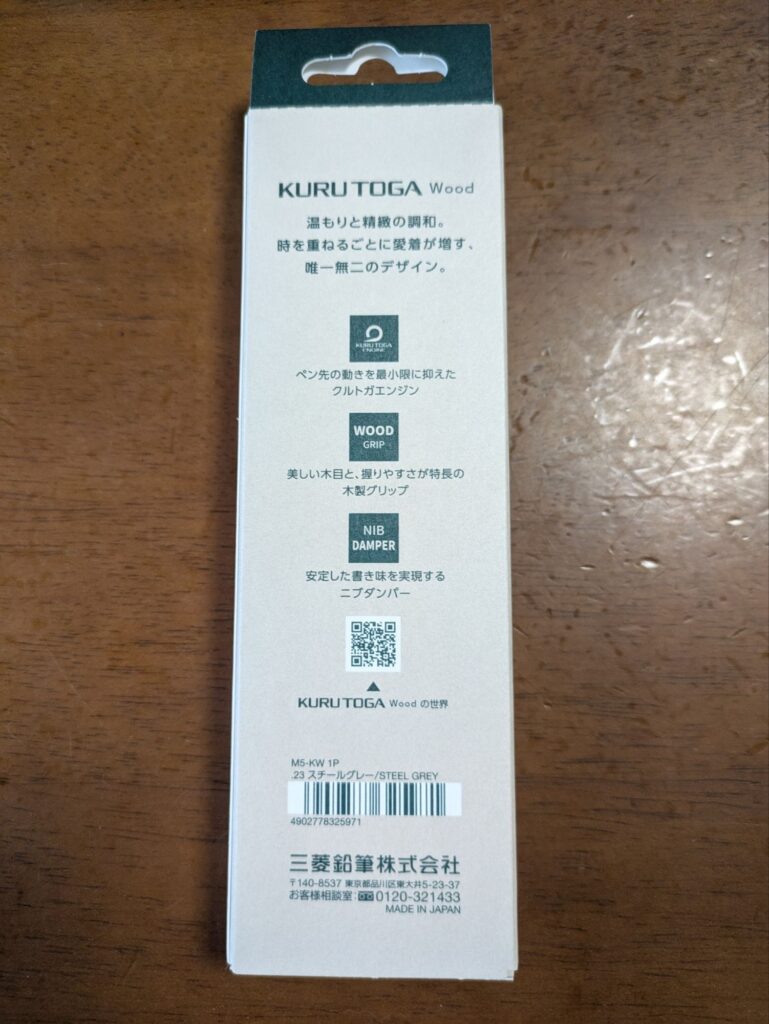 KURU TOGA Wood
温もりと精緻の調和。
時を重ねるごとに愛着が増す、
唯一無二のデザイン。
KURU TOGA
ENGINE
ペン先の動きを最小限に抑えた
クルトガエンジン
WOOD
GRIP
美しい木目と、握りやすさが特長の
木製グリップ
NIB
DAMPER
安定した書き味を実現する
ニブダンパー
KURU TOGA Wood の世界
M5-KW 1P
.23 スチールグレー/STEEL GREY
4902778325971
三菱鉛筆株式会社
〒140-8537 東京都品川区東大井5-23-37
お客様相談室:0120-321433
MADE IN JAPAN